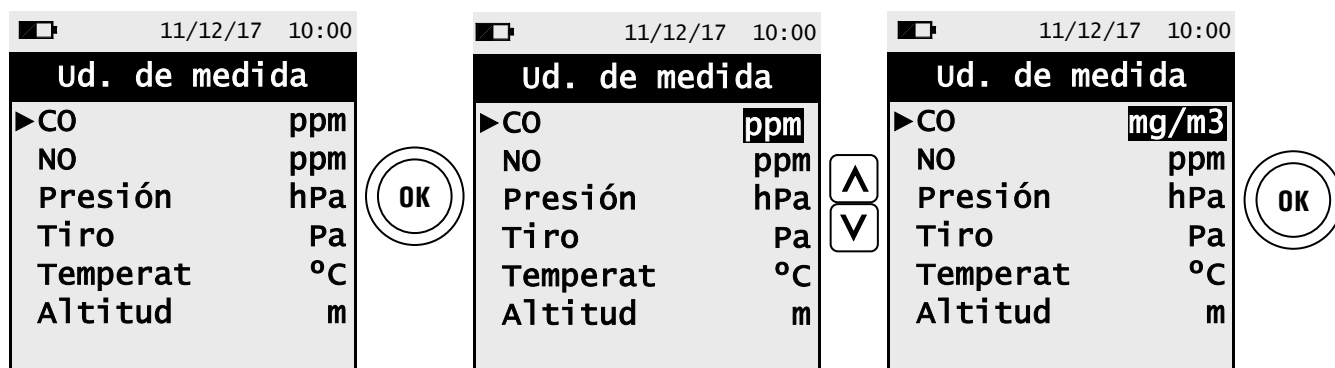 11/12/17 10:00
Ud. de medida
►CO ppm
NO ppm
Presión hPa
Tiro Pa
Temperat ºC
Altitud m
OK
11/12/17 10:00
Ud. de medida
►CO ppm
NO ppm
Presión hPa
Tiro Pa
Temperat ºC
Altitud m
11/12/17 10:00
Ud. de medida
►CO mg/m3
NO ppm
Presión hPa
Tiro Pa
Temperat ºC
Altitud m
OK